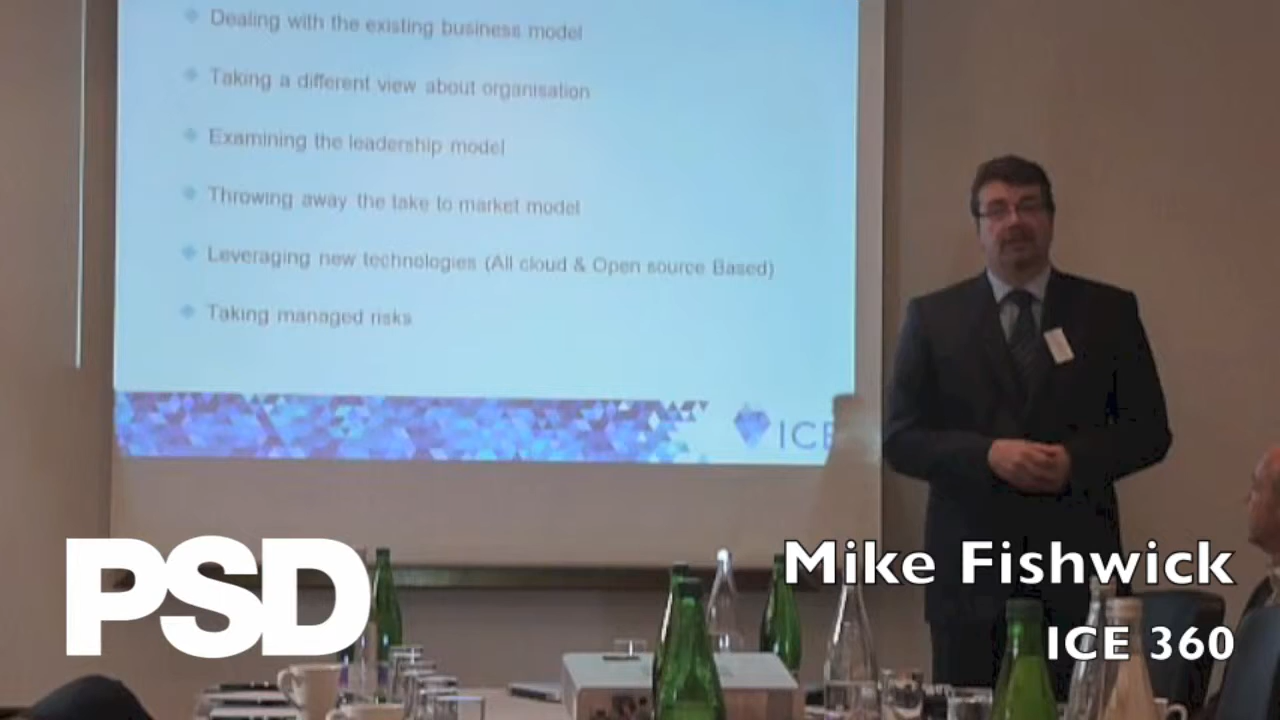 Dealing with the existing business model
Taking a different view about organisation
Examining the leadership model
Throwing away the take to market model
Leveraging new technologies (All cloud & Open source Based)
Taking managed risks
ICE
PSD
Mike Fishwick
ICE 360